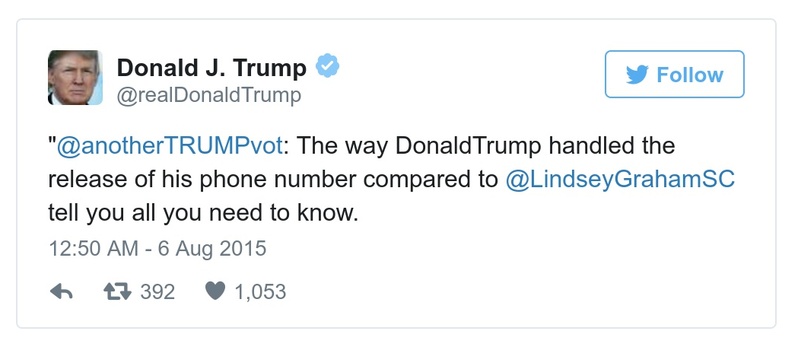 Donald J. Trump
@realDonaldTrump
Follow
"@anotherTRUMPvot: The way DonaldTrump handled the
release of his phone number compared to @LindseyGrahamSC
tell you all you need to know.
12:50 AM - 6 Aug 2015
392 1,053